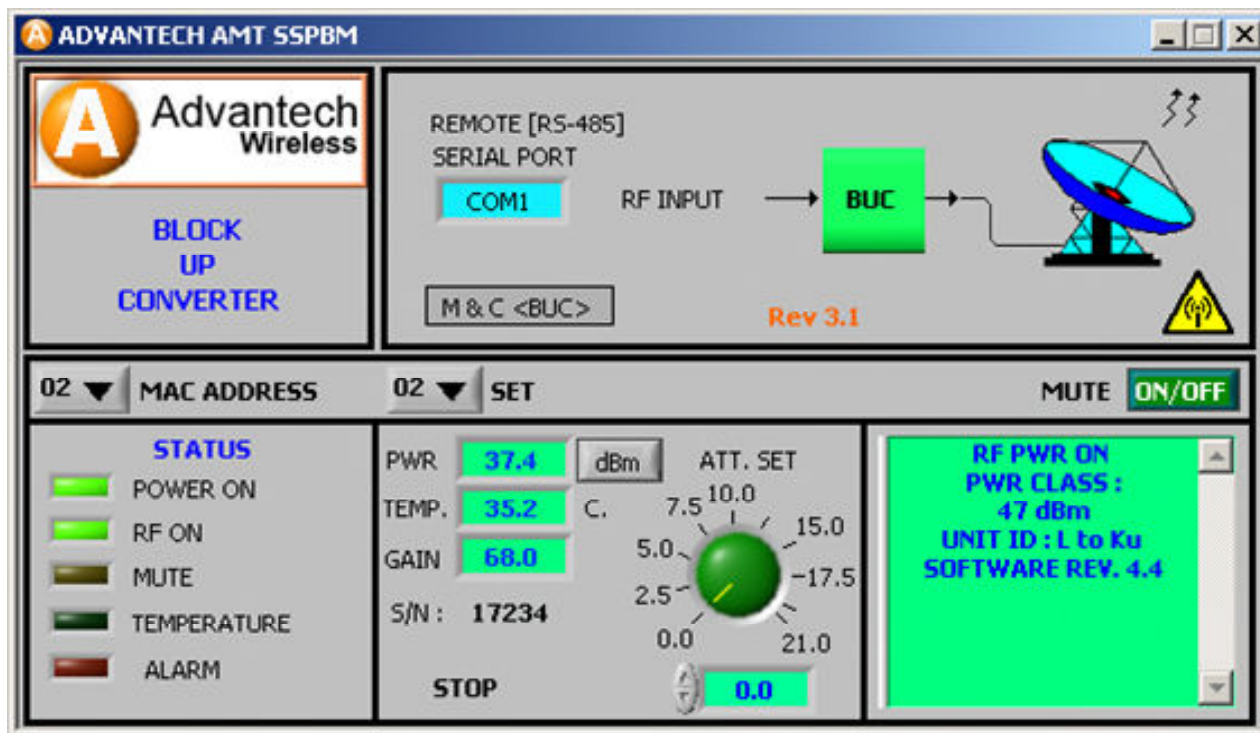 ADVANTECH AMT SSPBM
A
Advantech
Wireless
BLOCK
UP
CONVERTER
REMOTE [RS-485]
SERIAL PORT
COM1
RF INPUT
BUC
M & C <BUC>
Rev 3.1
02 MAC ADDRESS
02 SET
MUTE ON/OFF
STATUS
POWER ON
RF ON
MUTE
TEMPERATURE
ALARM
PWR 37.4 dBm
TEMP. 35.2 C.
GAIN 68.0
S/N : 17234
STOP
ATT. SET
0.0
2.5
5.0
7.5
10.0
15.0
17.5
21.0
0.0
RF PWR ON
PWR CLASS :
47 dBm
UNIT ID : L to Ku
SOFTWARE REV. 4.4